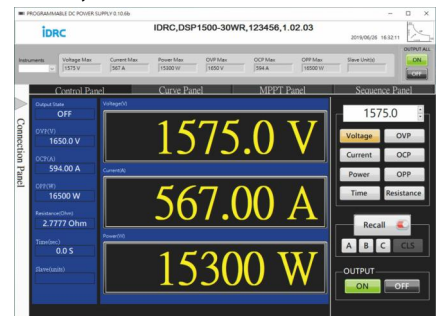 PROGRAMMABLE DC POWER SUPPLY 0.10.6b
iDRC
IDRC,DSP1500-30WR,123456,1.02.03
2019/06/26 16:32:11
OUTPUT ALL
Instruments
Voltage Max
Current Max
Power Max
OVP Max
OCP Max
OPP Max
Slave Unit(s)
ON
1575 V
567 A
15300 W
1650 V
594 A
16500 W
OFF
Control Panel
Curve Panel
MPPT Panel
Sequence Panel
Connection Panel
Output State
OFF
OVP(V)
1650.0 V
OCP(A)
594.00 A
OPP(W)
16500 W
Resistance(Ohm)
2.7777 Ohm
Time(sec)
0.0 S
Slave(units)
Voltage(V)
1575.0 V
Current(A)
567.00 A
Power(W)
15300 W
1575.0
Voltage
OVP
Current
OCP
Power
OPP
Time
Resistance
Recall
A
B
C
CLS
OUTPUT
ON
OFF